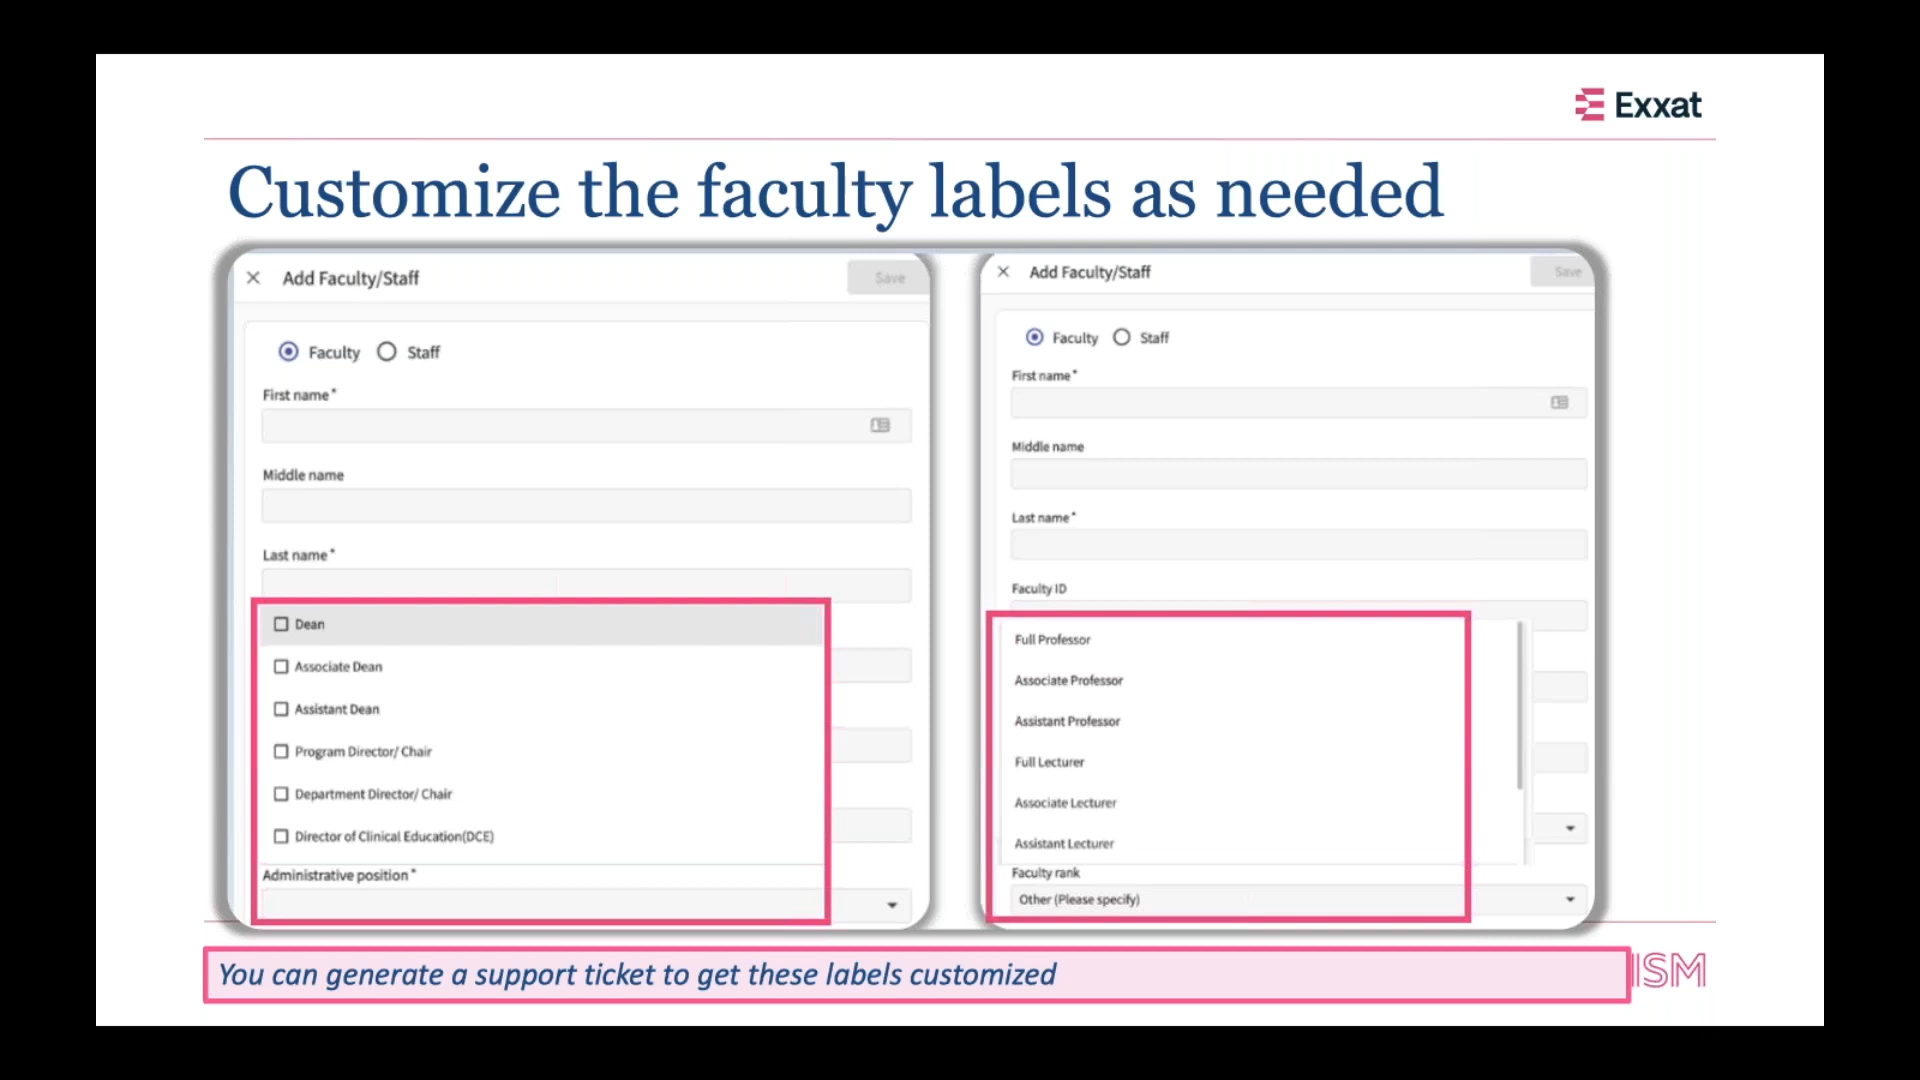 Exxat
Customize the faculty labels as needed
Add Faculty/Staff
Save
Faculty
Staff
First name*
Middle name
Last name*
Dean
Associate Dean
Assistant Dean
Program Director/ Chair
Department Director/ Chair
Director of Clinical Education(DCE)
Administrative position*
Add Faculty/Staff
Save
Faculty
Staff
First name*
Middle name
Last name*
Faculty ID
Full Professor
Associate Professor
Assistant Professor
Full Lecturer
Associate Lecturer
Assistant Lecturer
Faculty rank
Other (Please specify)
You can generate a support ticket to get these labels customized
ISM